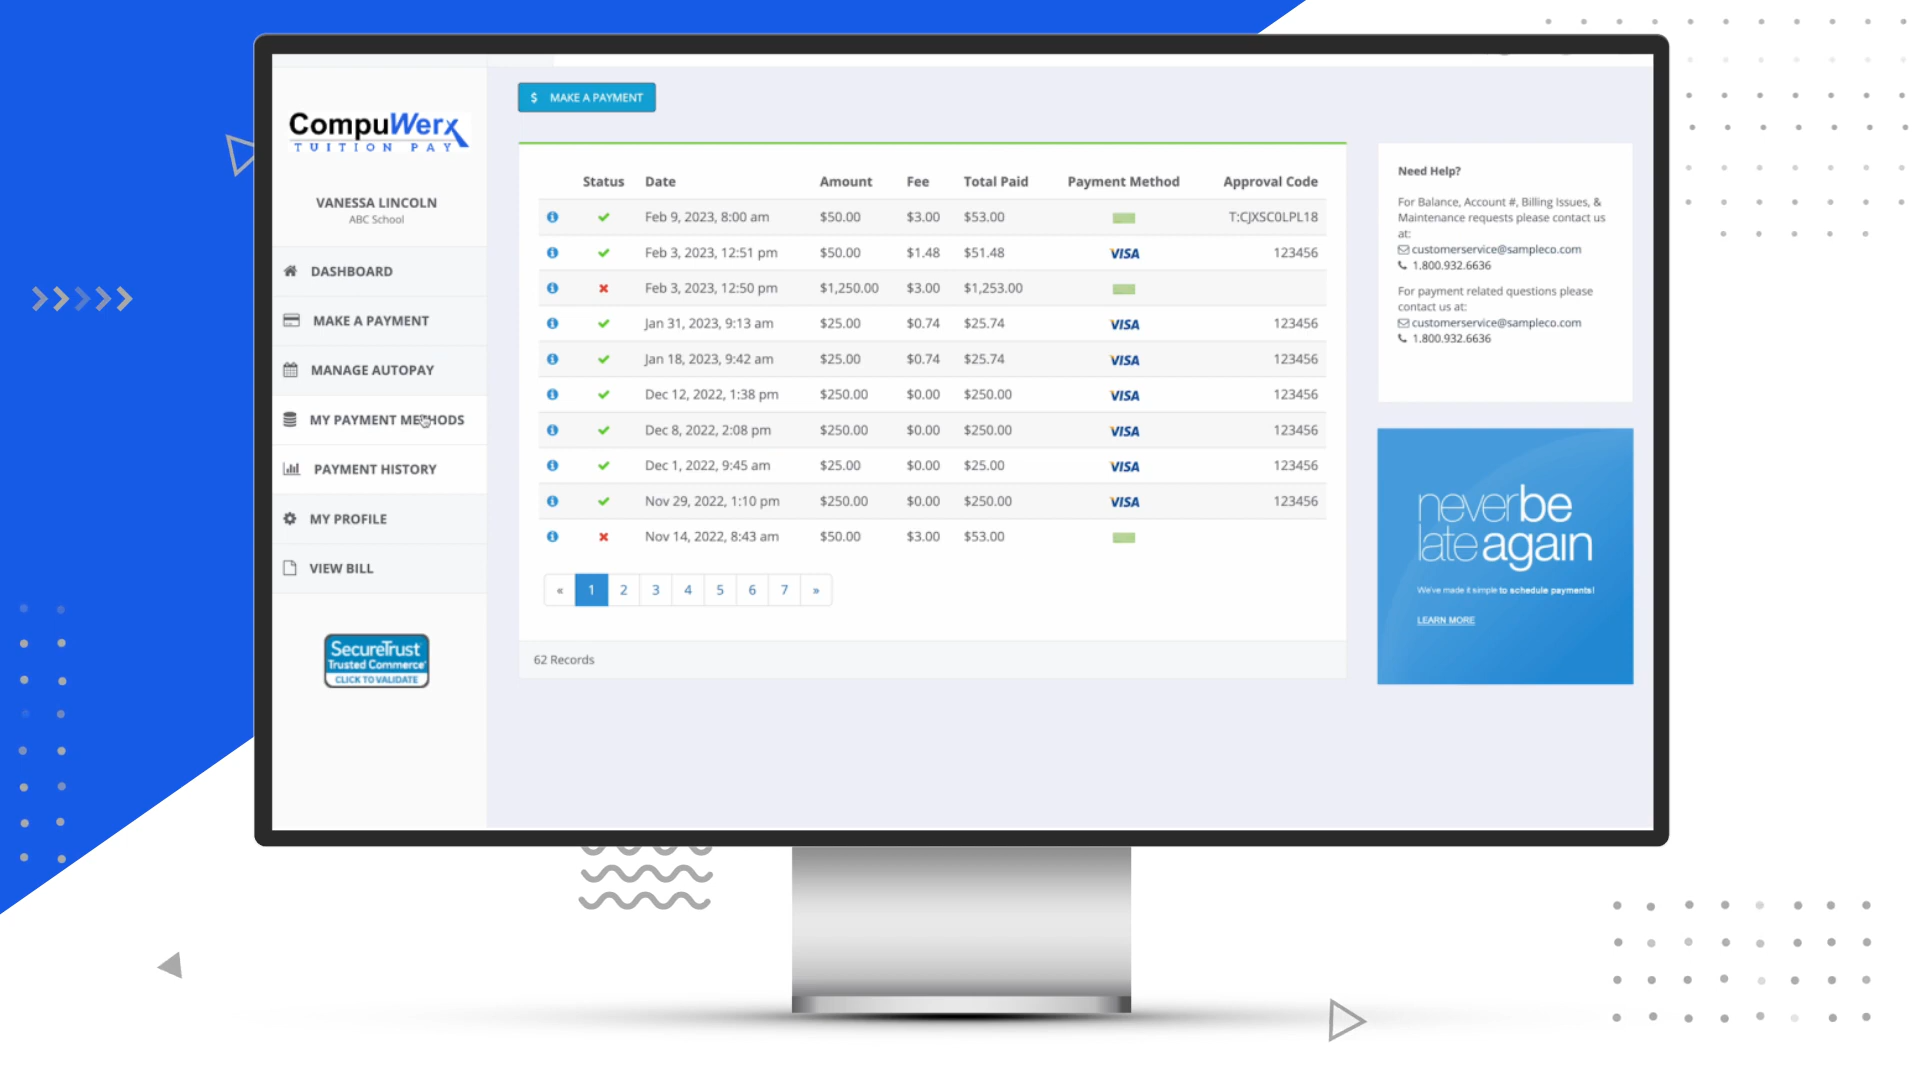 CompuWerx
TUITION PAY
VANESSA LINCOLN
ABC School
DASHBOARD
MAKE A PAYMENT
MANAGE AUTOPAY
MY PAYMENT METHODS
PAYMENT HISTORY
MY PROFILE
VIEW BILL
SecureTrust
Trusted Commerce
CLICK TO VALIDATE
$ MAKE A PAYMENT
Status Date Amount Fee Total Paid Payment Method Approval Code
Feb 9, 2023, 8:00 am $50.00 $3.00 $53.00 T:CJXSC0LPL18
Feb 3, 2023, 12:51 pm $50.00 $1.48 $51.48 VISA 123456
Feb 3, 2023, 12:50 pm $1,250.00 $3.00 $1,253.00
Jan 31, 2023, 9:13 am $25.00 $0.74 $25.74 VISA 123456
Jan 18, 2023, 9:42 am $25.00 $0.74 $25.74 VISA 123456
Dec 12, 2022, 1:38 pm $250.00 $0.00 $250.00 VISA 123456
Dec 8, 2022, 2:08 pm $250.00 $0.00 $250.00 VISA 123456
Dec 1, 2022, 9:45 am $25.00 $0.00 $25.00 VISA 123456
Nov 29, 2022, 1:10 pm $250.00 $0.00 $250.00 VISA 123456
Nov 14, 2022, 8:43 am $50.00 $3.00 $53.00
« 1 2 3 4 5 6 7 »
62 Records
Need Help?
For Balance, Account #, Billing Issues, &
Maintenance requests please contact us
at:
customerservice@sampleco.com
1.800.932.6636
For payment related questions please
contact us at:
customerservice@sampleco.com
1.800.932.6636
never be
late again
We've made it simple to schedule payments!
LEARN MORE